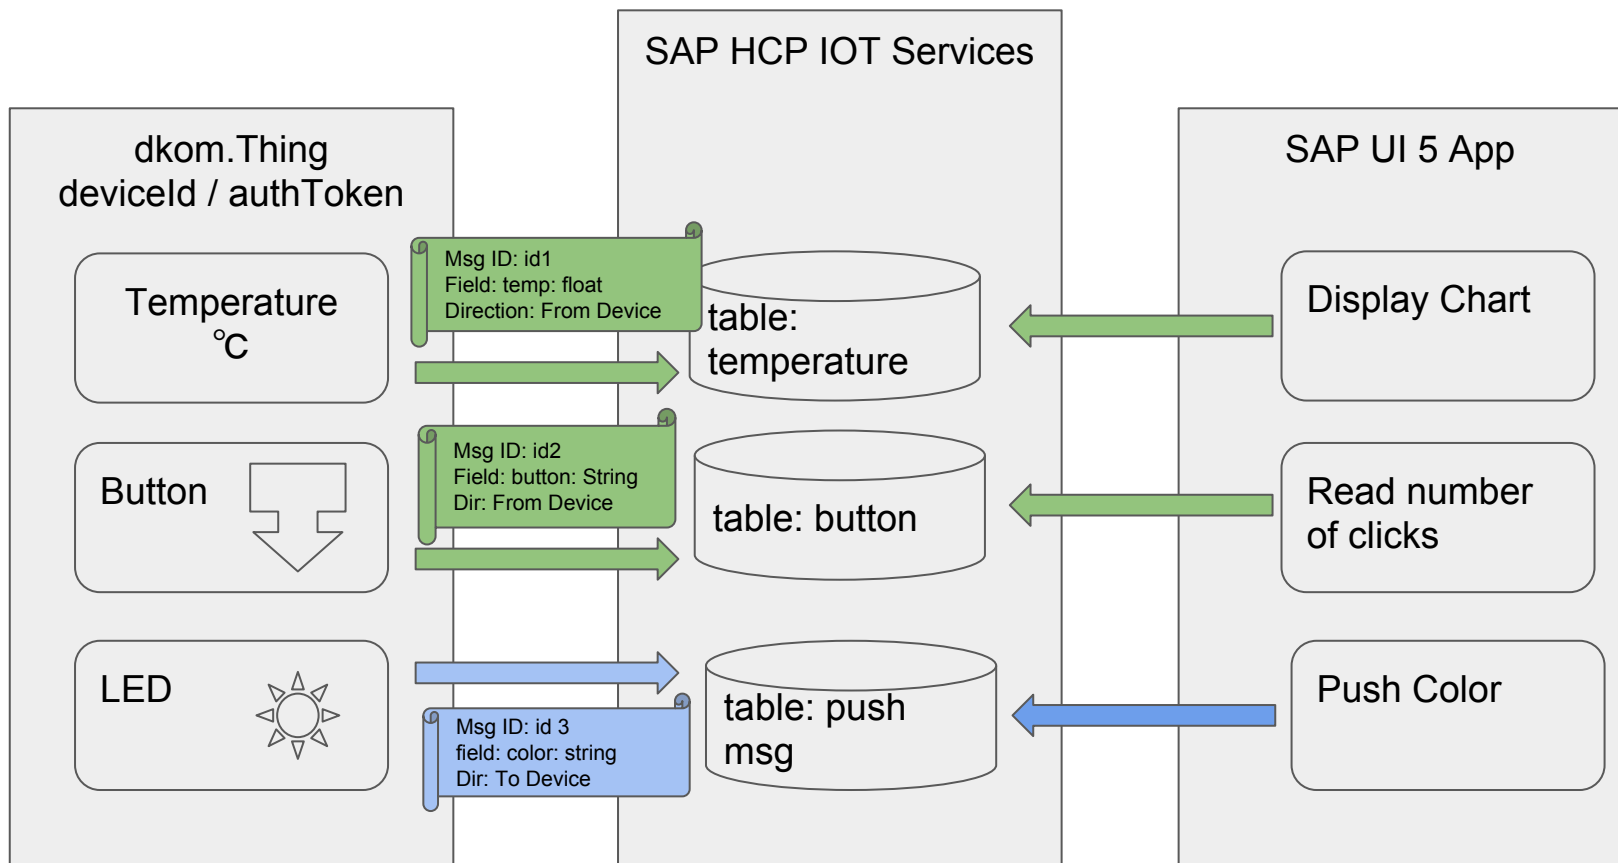 SAP HCP IOT Services
dkom.Thing
deviceId / authToken
SAP UI 5 App
Temperature
°C
Msg ID: id1
Field: temp: float
Direction: From Device
table:
temperature
Display Chart
Button
Msg ID: id2
Field: button: String
Dir: From Device
table: button
Read number
of clicks
LED
Msg ID: id 3
field: color: string
Dir: To Device
table: push
msg
Push Color